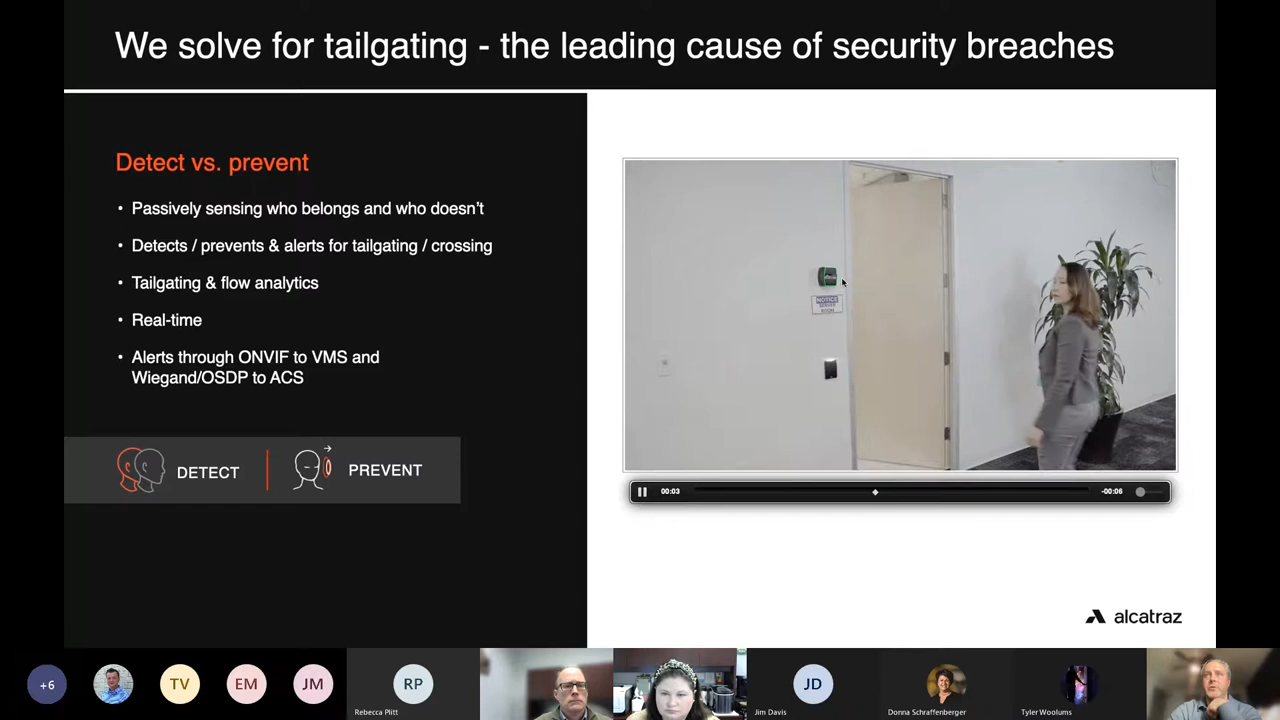 We solve for tailgating - the leading cause of security breaches
Detect vs. prevent
• Passively sensing who belongs and who doesn't
• Detects / prevents & alerts for tailgating / crossing
• Tailgating & flow analytics
• Real-time
• Alerts through ONVIF to VMS and
Wiegand/OSDP to ACS
DETECT
PREVENT
NOTICE
SERVER
ROOM
00:03
-00:06
alcatraz
+6
TV
EM
JM
RP
Rebecca Plitt
JD
Jim Davis
Donna Schraffenberger
Tyler Woolums